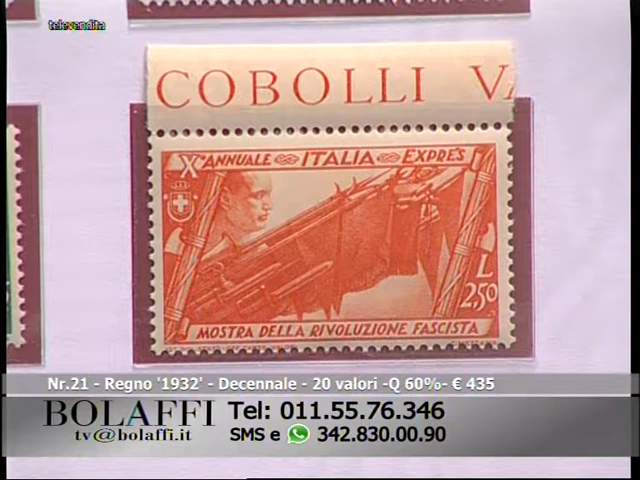 televendita
COBOLLI VA
Xº ANNUALE ITALIA EXPRES
L
2,50
MOSTRA DELLA RIVOLUZIONE FASCISTA
Nr.21 - Regno '1932' - Decennale - 20 valori -Q 60%- € 435
BOLAFFI Tel: 011.55.76.346
tv@bolaffi.it SMS e 342.830.00.90